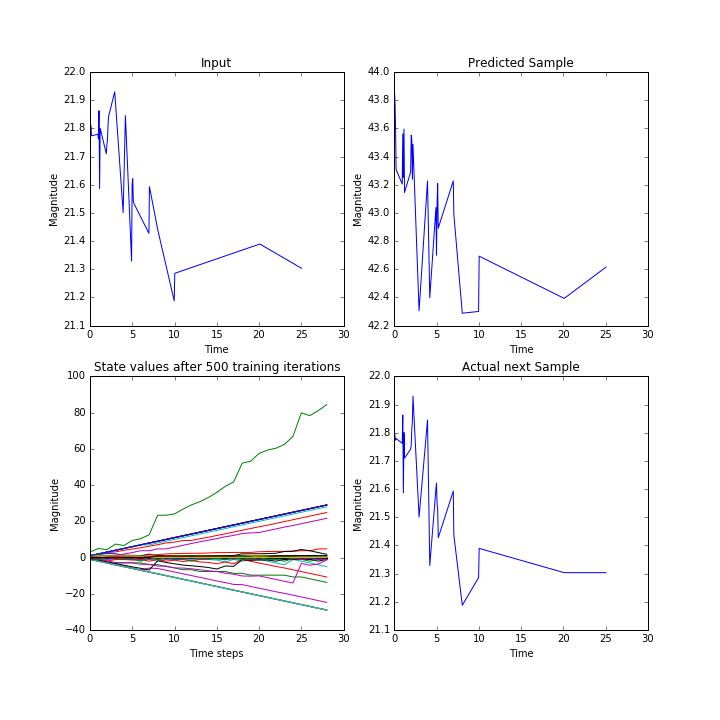 Input
Magnitude
22.0
21.9
21.8
21.7
21.6
21.5
21.4
21.3
21.2
21.1
0 5 10 15 20 25 30
Time
Predicted Sample
Magnitude
44.0
43.8
43.6
43.4
43.2
43.0
42.8
42.6
42.4
42.2
0 5 10 15 20 25 30
Time
State values after 500 training iterations
Magnitude
100
80
60
40
20
0
−20
−40
0 5 10 15 20 25 30
Time steps
Actual next Sample
Magnitude
22.0
21.9
21.8
21.7
21.6
21.5
21.4
21.3
21.2
21.1
0 5 10 15 20 25 30
Time